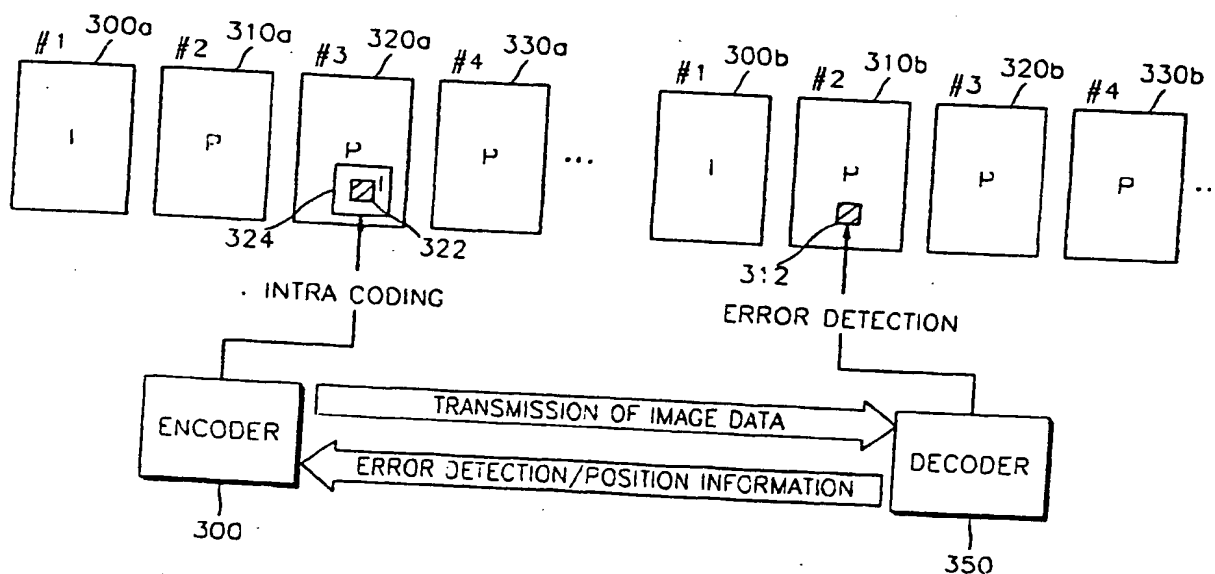 #1 300a #2 310a #3 320a #4 330a
I P P P ...
I
324 322
INTRA CODING
#1 300b #2 310b #3 320b #4 330b
I P P P ..
312
ERROR DETECTION
ENCODER
300
TRANSMISSION OF IMAGE DATA
ERROR DETECTION/POSITION INFORMATION
DECODER
350